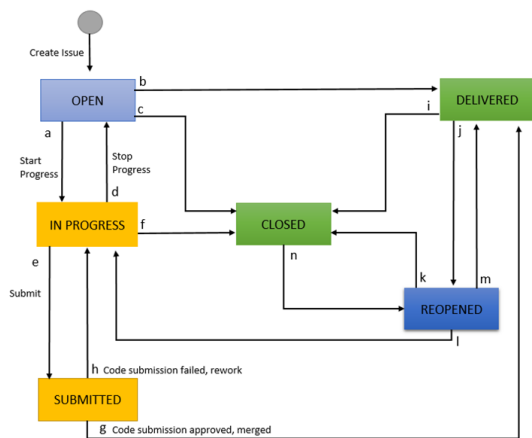 Create Issue
b
OPEN
DELIVERED
c
i
a
j
Start
Progress
Stop
Progress
d
IN PROGRESS
f
CLOSED
e
n
k
m
Submit
REOPENED
l
h Code submission failed, rework
SUBMITTED
g Code submission approved, merged